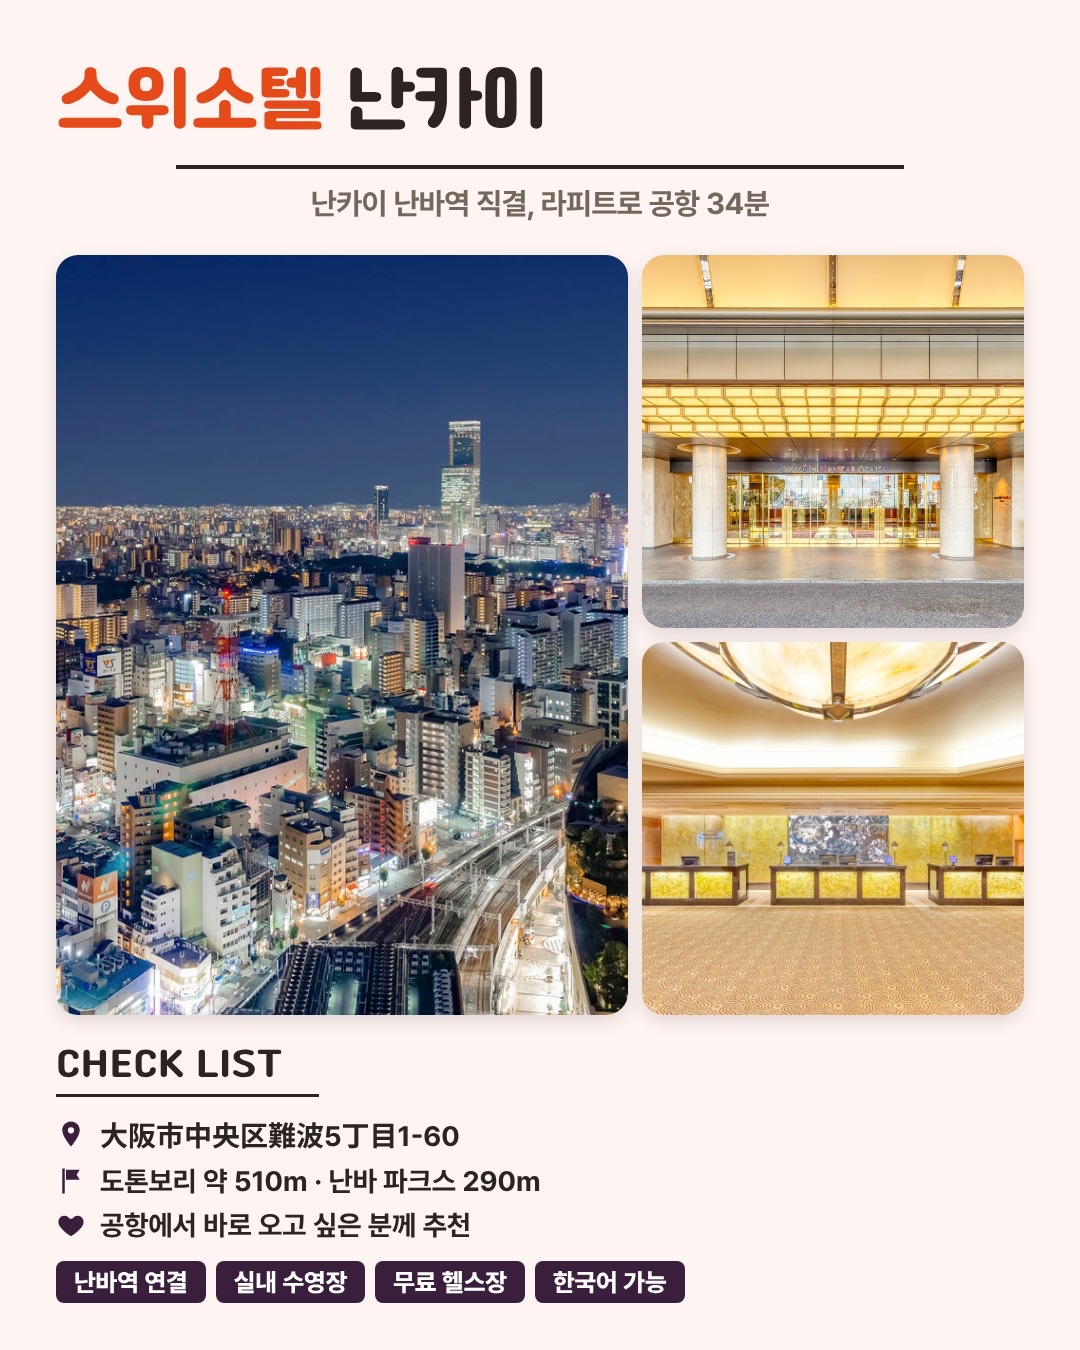 스위소텔 난카이
난카이 난바역 직결, 라피트로 공항 34분
CHECK LIST
大阪市中央区難波5丁目1-60
도톤보리 약 510m · 난바 파크스 290m
공항에서 바로 오고 싶은 분께 추천
난바역 연결 실내 수영장 무료 헬스장 한국어 가능